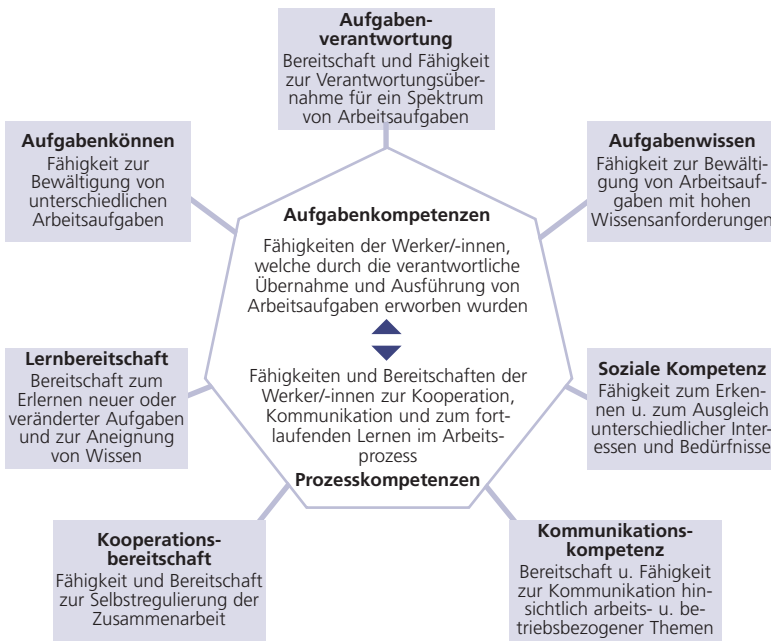 Aufgaben-
verantwortung
Bereitschaft und Fähigkeit
zur Verantwortungsüber-
nahme für ein Spektrum
von Arbeitsaufgaben
Aufgabenkönnen
Fähigkeit zur
Bewältigung von
unterschiedlichen
Arbeitsaufgaben
Aufgabenwissen
Fähigkeit zur Bewälti-
gung von Arbeitsauf-
gaben mit hohen
Wissensanforderungen
Aufgabenkompetenzen
Fähigkeiten der Werker/-innen,
welche durch die verantwortliche
Übernahme und Ausführung von
Arbeitsaufgaben erworben wurden
Fähigkeiten und Bereitschaften der
Werker/-innen zur Kooperation,
Kommunikation und zum fort-
laufenden Lernen im Arbeits-
prozess
Prozesskompetenzen
Lernbereitschaft
Bereitschaft zum
Erlernen neuer oder
veränderter Aufgaben
und zur Aneignung
von Wissen
Soziale Kompetenz
Fähigkeit zum Erken-
nen u. zum Ausgleich
unterschiedlicher Inter-
essen und Bedürfnisse
Kooperations-
bereitschaft
Fähigkeit und Bereitschaft
zur Selbstregulierung der
Zusammenarbeit
Kommunikations-
kompetenz
Bereitschaft u. Fähigkeit
zur Kommunikation hin-
sichtlich arbeits- u. be-
triebsbezogener Themen